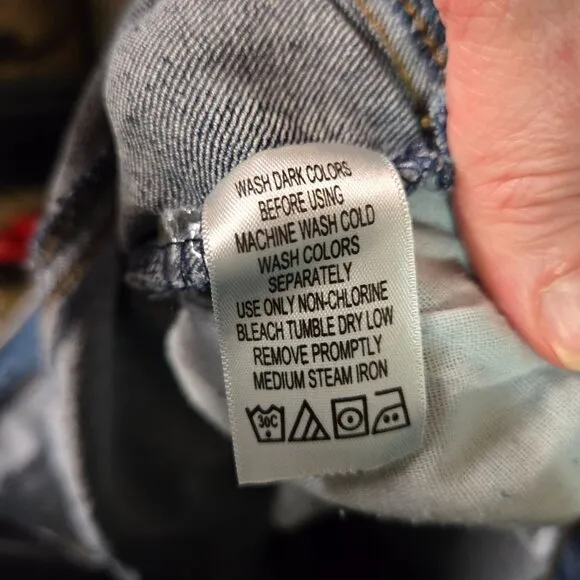 WASH DARK COLORS
BEFORE USING
MACHINE WASH COLD
WASH COLORS
SEPARATELY
USE ONLY NON-CHLORINE
BLEACH TUMBLE DRY LOW
REMOVE PROMPTLY
MEDIUM STEAM IRON
30C